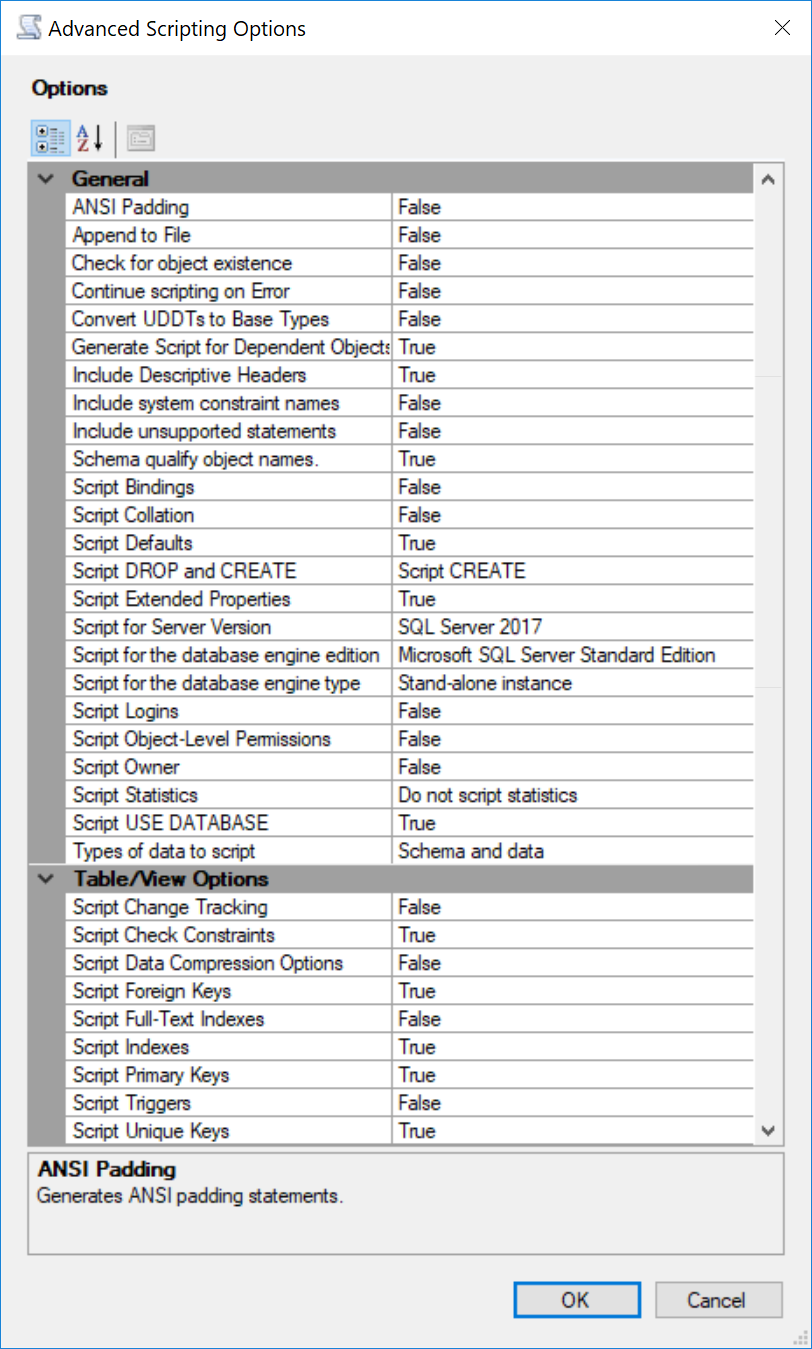 Advanced Scripting Options
Options
General
ANSI Padding False
Append to File False
Check for object existence False
Continue scripting on Error False
Convert UDDTs to Base Types False
Generate Script for Dependent Objects True
Include Descriptive Headers True
Include system constraint names False
Include unsupported statements False
Schema qualify object names. True
Script Bindings False
Script Collation False
Script Defaults True
Script DROP and CREATE Script CREATE
Script Extended Properties True
Script for Server Version SQL Server 2017
Script for the database engine edition Microsoft SQL Server Standard Edition
Script for the database engine type Stand-alone instance
Script Logins False
Script Object-Level Permissions False
Script Owner False
Script Statistics Do not script statistics
Script USE DATABASE True
Types of data to script Schema and data
Table/View Options
Script Change Tracking False
Script Check Constraints True
Script Data Compression Options False
Script Foreign Keys True
Script Full-Text Indexes False
Script Indexes True
Script Primary Keys True
Script Triggers False
Script Unique Keys True
ANSI Padding
Generates ANSI padding statements.
OK Cancel